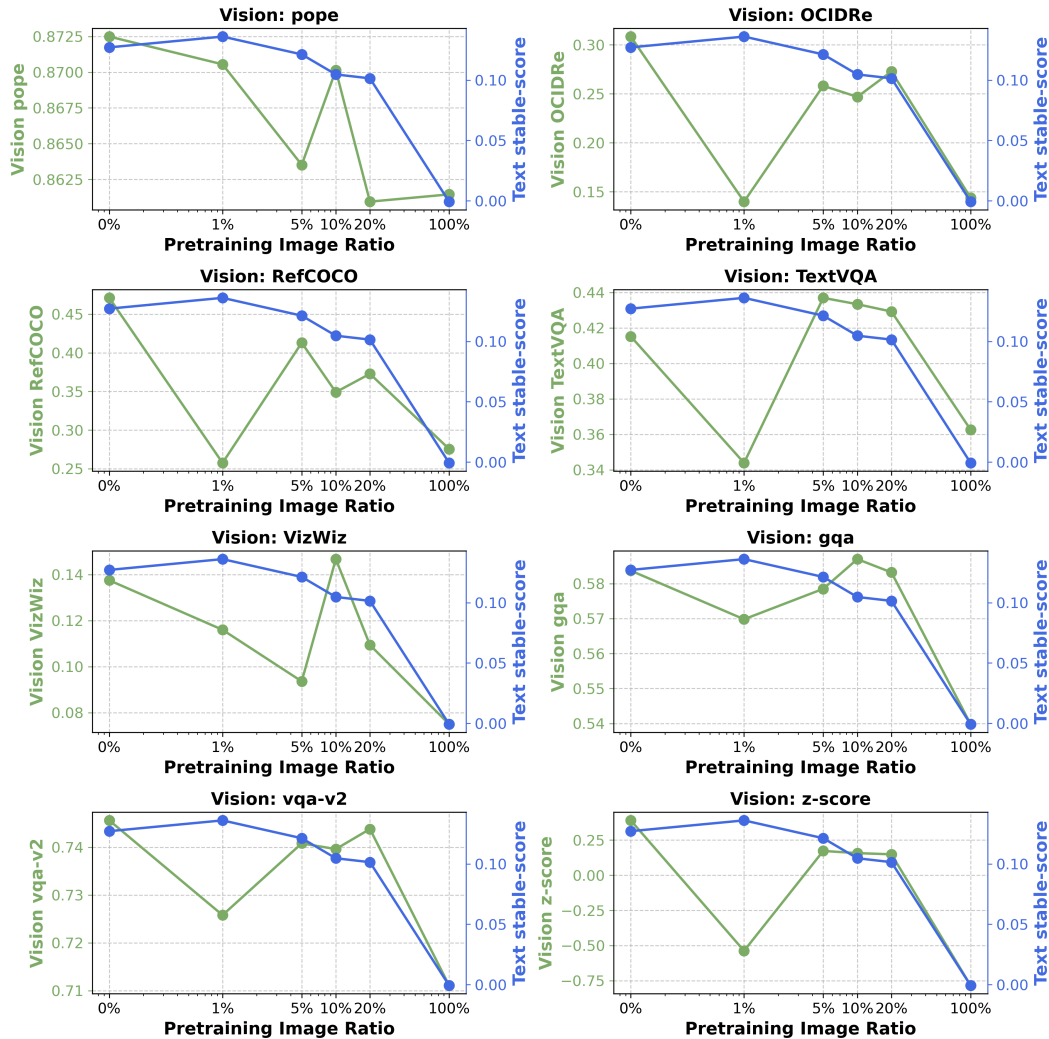 Vision: pope
0.8725
0.8700
0.8675
0.8650
0.8625
Vision pope
0.10
0.05
0.00
Text stable-score
0% 1% 5% 10% 20% 100%
Pretraining Image Ratio
Vision: OCIDRe
0.30
0.25
0.20
0.15
Vision OCIDRe
0.10
0.05
0.00
Text stable-score
0% 1% 5% 10% 20% 100%
Pretraining Image Ratio
Vision: RefCOCO
0.45
0.40
0.35
0.30
0.25
Vision RefCOCO
0.10
0.05
0.00
Text stable-score
0% 1% 5% 10% 20% 100%
Pretraining Image Ratio
Vision: TextVQA
0.44
0.42
0.40
0.38
0.36
0.34
Vision TextVQA
0.10
0.05
0.00
Text stable-score
0% 1% 5% 10% 20% 100%
Pretraining Image Ratio
Vision: VizWiz
0.14
0.12
0.10
0.08
Vision VizWiz
0.10
0.05
0.00
Text stable-score
0% 1% 5% 10% 20% 100%
Pretraining Image Ratio
Vision: gqa
0.58
0.57
0.56
0.55
0.54
Vision gqa
0.10
0.05
0.00
Text stable-score
0% 1% 5% 10% 20% 100%
Pretraining Image Ratio
Vision: vqa-v2
0.74
0.73
0.72
0.71
Vision vqa-v2
0.10
0.05
0.00
Text stable-score
0% 1% 5% 10% 20% 100%
Pretraining Image Ratio
Vision: z-score
0.25
0.00
−0.25
−0.50
−0.75
Vision z-score
0.10
0.05
0.00
Text stable-score
0% 1% 5% 10% 20% 100%
Pretraining Image Ratio